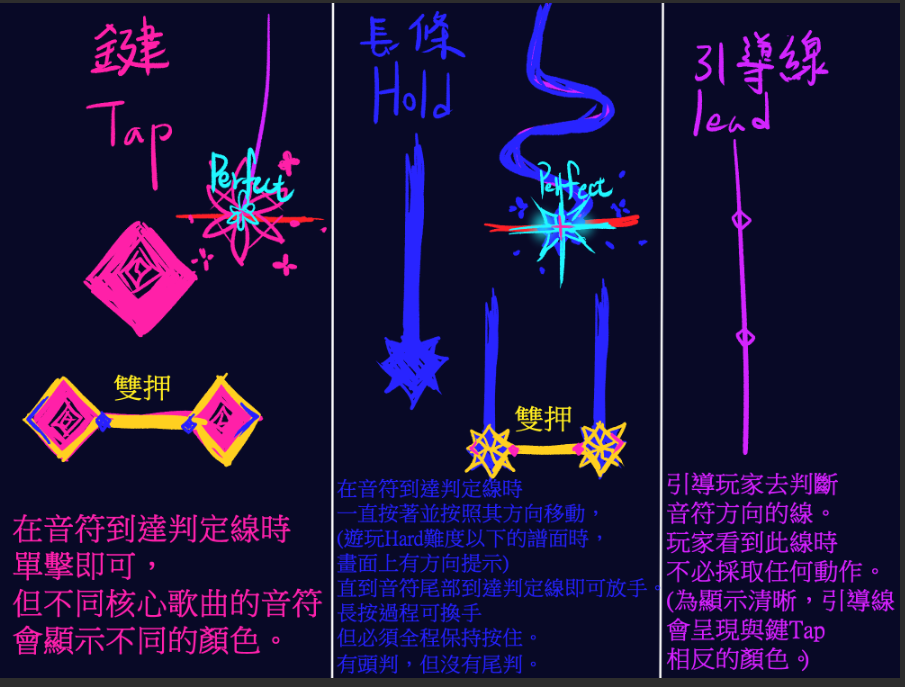 鍵
Tap
Perfect
雙押
在音符到達判定線時
單擊即可，
但不同核心歌曲的音符
會顯示不同的顏色。
長條
Hold
Perfect
雙押
在音符到達判定線時
一直按著並按照其方向移動，
(遊玩Hard難度以下的譜面時，
畫面上有方向提示)
直到音符尾部到達判定線即可放手。
長按過程可換手
但必須全程保持按住。
有頭判，但沒有尾判。
引導線
lead
引導玩家去判斷
音符方向的線。
玩家看到此線時
不必採取任何動作。
(為顯示清晰，引導線
會呈現與鍵Tap
相反的顏色。)